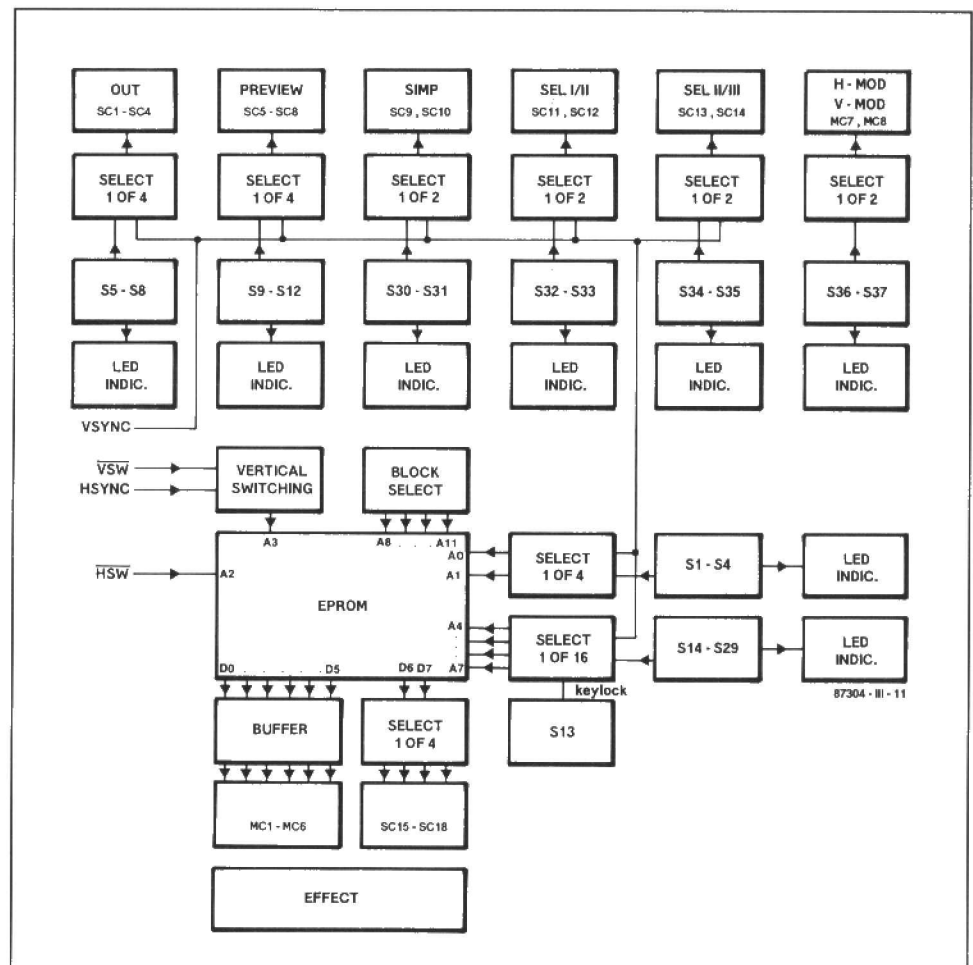 OUT
SC1 - SC4
PREVIEW
SC5 - SC8
SIMP
SC9 , SC10
SEL I/II
SC11 , SC12
SEL II/III
SC13 , SC14
H - MOD
V - MOD
MC7 , MC8
SELECT
1 OF 4
SELECT
1 OF 4
SELECT
1 OF 2
SELECT
1 OF 2
SELECT
1 OF 2
SELECT
1 OF 2
S5 - S8
S9 - S12
S30 - S31
S32 - S33
S34 - S35
S36 - S37
LED
INDIC.
LED
INDIC.
LED
INDIC.
LED
INDIC.
LED
INDIC.
LED
INDIC.
VSYNC
VSW
HSYNC
VERTICAL
SWITCHING
BLOCK
SELECT
A3
A8 . . . A11
A0
A1
HSW
A2
EPROM
SELECT
1 OF 4
S1 - S4
LED
INDIC.
A4
.
.
A7
SELECT
1 OF 16
S14 - S29
LED
INDIC.
D0 . . . . D5
D6 D7
keylock
87304 - III - 11
BUFFER
SELECT
1 OF 4
S13
MC1 - MC6
SC15 - SC18
EFFECT